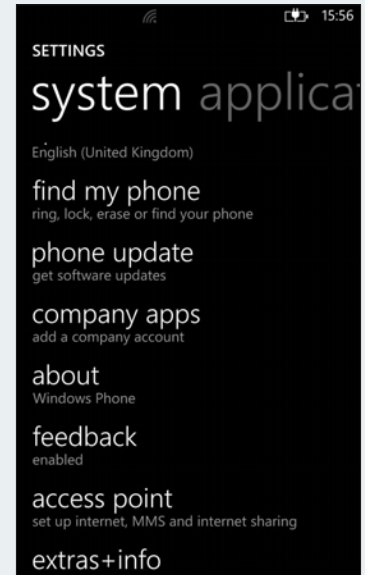 15:56
SETTINGS
system applica
English (United Kingdom)
find my phone
ring, lock, erase or find your phone
phone update
get software updates
company apps
add a company account
about
Windows Phone
feedback
enabled
access point
set up internet, MMS and internet sharing
extras+info